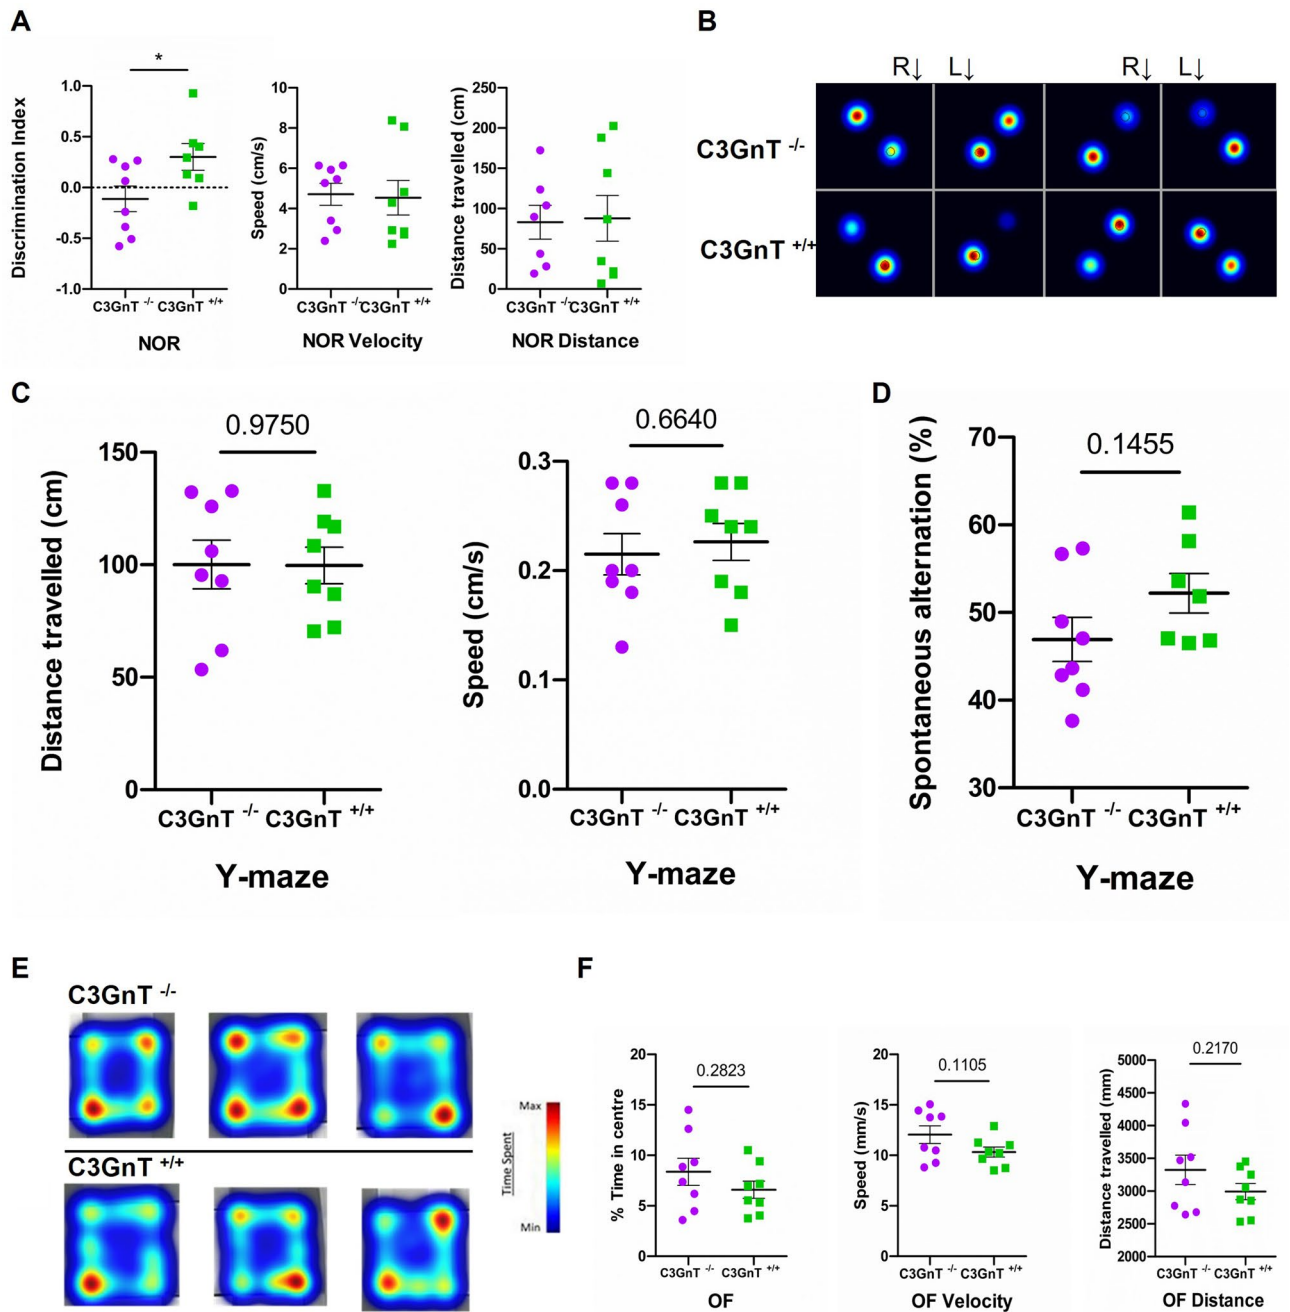 A
Discrimination Index
*
1.0
0.5
0.0
-0.5
-1.0
C3GnT -/- C3GnT +/+
NOR
Speed (cm/s)
10
8
6
4
2
0
C3GnT -/- C3GnT +/+
NOR Velocity
Distance travelled (cm)
250
200
150
100
50
0
C3GnT -/- C3GnT +/+
NOR Distance
B
R↓ L↓ R↓ L↓
C3GnT -/-
C3GnT +/+
C
Distance travelled (cm)
0.9750
150
100
50
0
C3GnT -/- C3GnT +/+
Y-maze
Speed (cm/s)
0.6640
0.3
0.2
0.1
0.0
C3GnT -/- C3GnT +/+
Y-maze
D
Spontaneous alternation (%)
0.1455
70
60
50
40
30
C3GnT -/- C3GnT +/+
Y-maze
E
C3GnT -/-
C3GnT +/+
Max
Time Spent
Min
F
% Time in centre
0.2823
20
15
10
5
0
C3GnT -/- C3GnT +/+
OF
Speed (mm/s)
0.1105
20
15
10
5
0
C3GnT -/- C3GnT +/+
OF Velocity
Distance travelled (mm)
0.2170
5000
4500
4000
3500
3000
2500
2000
C3GnT -/- C3GnT +/+
OF Distance